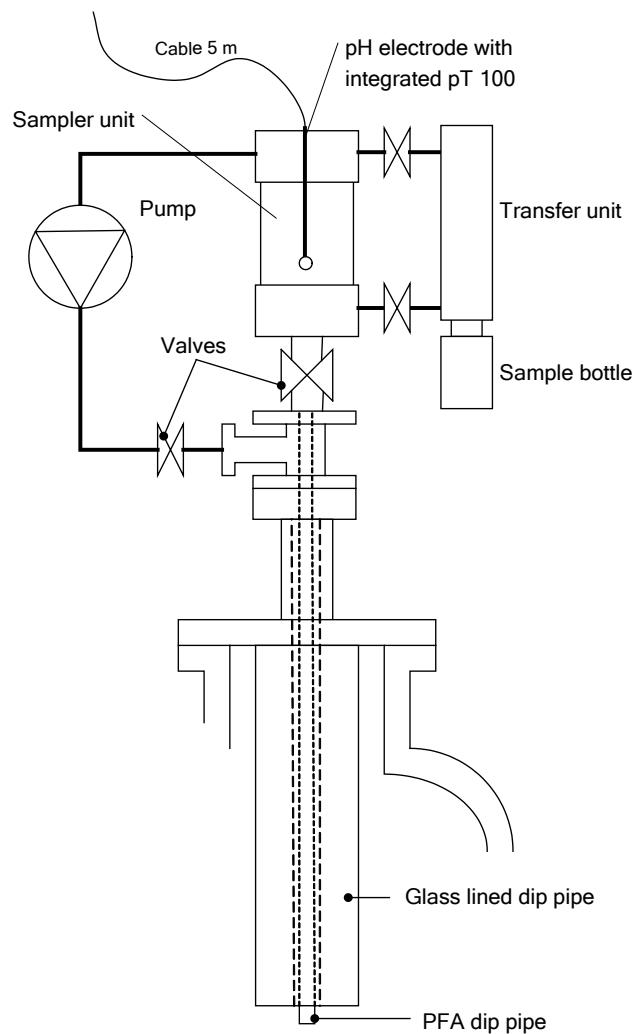 Cable 5 m
pH electrode with
integrated pT 100
Sampler unit
Pump
Transfer unit
Valves
Sample bottle
Glass lined dip pipe
PFA dip pipe